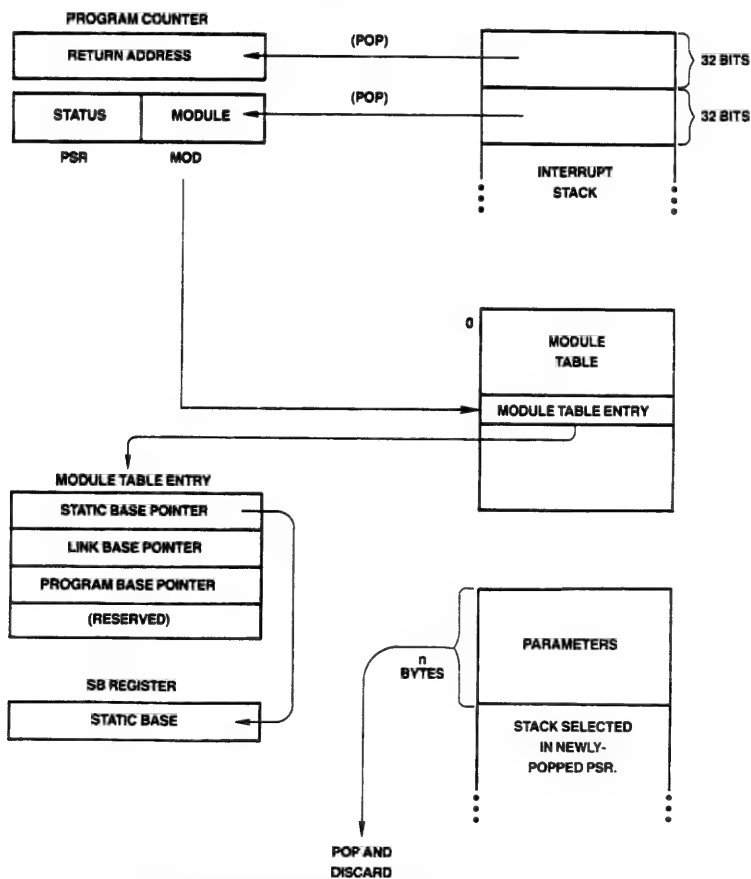 PROGRAM COUNTER
RETURN ADDRESS
(POP)
32 BITS
STATUS
MODULE
(POP)
32 BITS
PSR
MOD
INTERRUPT
STACK
0
MODULE
TABLE
MODULE TABLE ENTRY
MODULE TABLE ENTRY
STATIC BASE POINTER
LINK BASE POINTER
PROGRAM BASE POINTER
(RESERVED)
SB REGISTER
STATIC BASE
n
BYTES
PARAMETERS
STACK SELECTED
IN NEWLY-
POPPED PSR.
POP AND
DISCARD